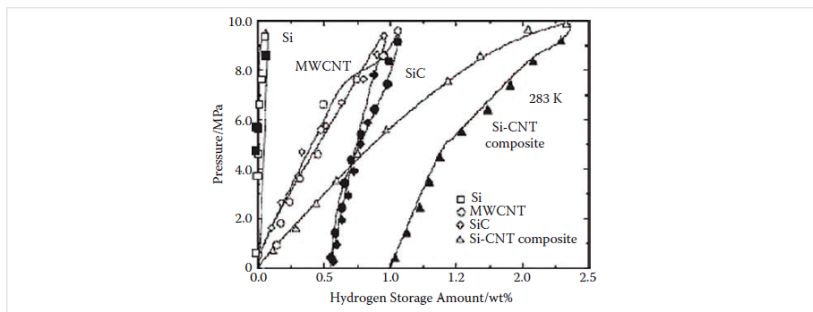 10.0
Si
MWCNT
SiC
8.0
283 K
6.0
Si-CNT
composite
Pressure/MPa
4.0
Si
MWCNT
SiC
Si-CNT composite
2.0
0.0
0.0
0.5
1.0
1.2
2.0
2.5
Hydrogen Storage Amount/wt%